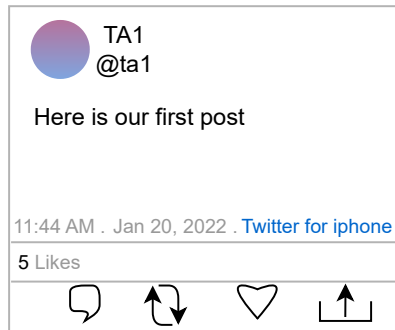 TA1
@ta1
Here is our first post
11:44 AM . Jan 20, 2022 . Twitter for iphone
5 Likes